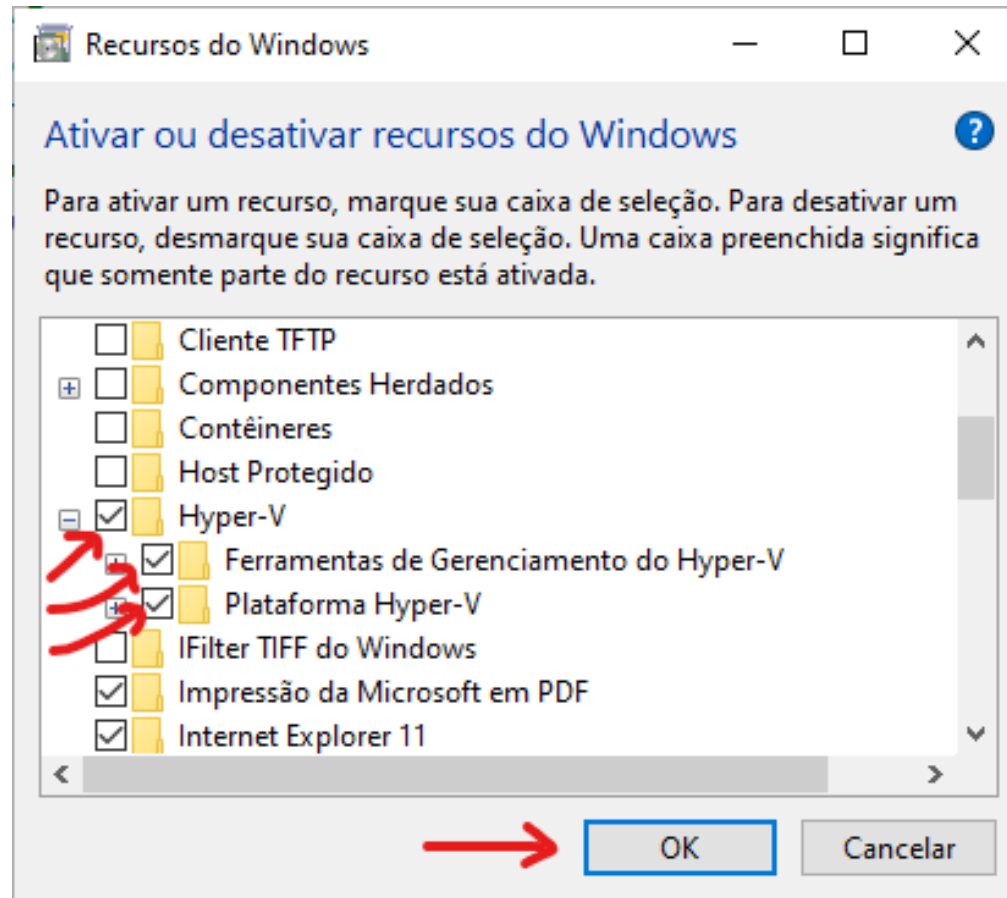 Recursos do Windows
Ativar ou desativar recursos do Windows
?
Para ativar um recurso, marque sua caixa de seleção. Para desativar um
recurso, desmarque sua caixa de seleção. Uma caixa preenchida significa
que somente parte do recurso está ativada.
Cliente TFTP
Componentes Herdados
Contêineres
Host Protegido
Hyper-V
Ferramentas de Gerenciamento do Hyper-V
Plataforma Hyper-V
IFilter TIFF do Windows
Impressão da Microsoft em PDF
Internet Explorer 11
OK
Cancelar